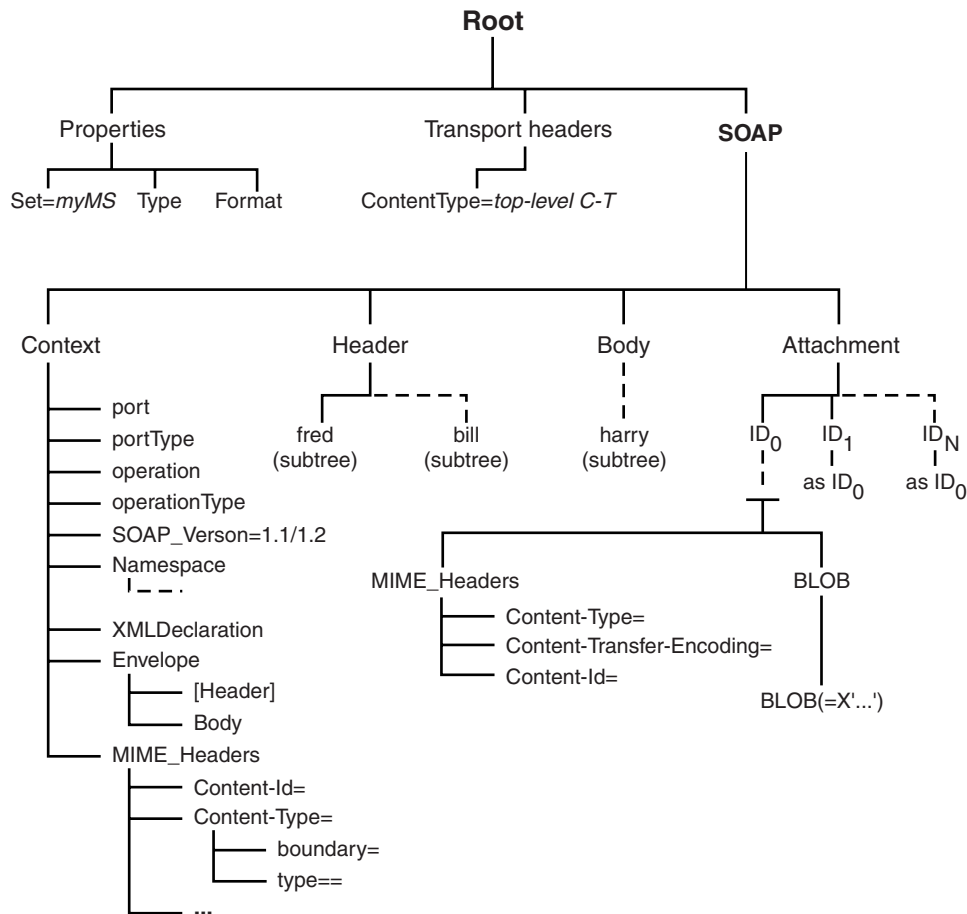 Root
Properties
Transport headers
SOAP
Set=myMS
Type
Format
ContentType=top-level C-T
Context
Header
Body
Attachment
port
portType
operation
operationType
SOAP_Verson=1.1/1.2
Namespace
XMLDeclaration
Envelope
[Header]
Body
MIME_Headers
Content-Id=
Content-Type=
boundary=
type==
...
fred
(subtree)
bill
(subtree)
harry
(subtree)
ID0
ID1
IDN
as ID0
as ID0
MIME_Headers
Content-Type=
Content-Transfer-Encoding=
Content-Id=
BLOB
BLOB(=X'...')